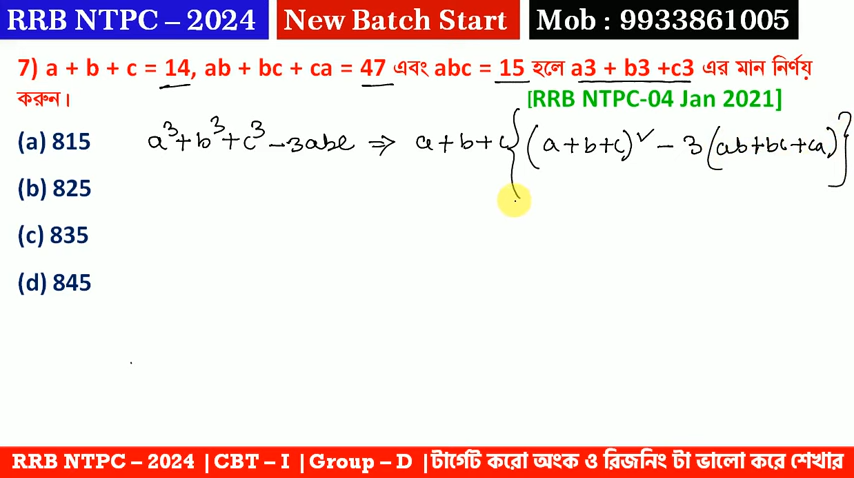 RRB NTPC – 2024 New Batch Start Mob : 9933861005
7) a + b + c = 14, ab + bc + ca = 47 এবং abc = 15 হলে a3 + b3 +c3 এর মান নির্ণয়
করুন। [RRB NTPC-04 Jan 2021]
(a) 815
a³+b³+c³-3abc ⇒ a+b+c{(a+b+c)² - 3(ab+bc+ca)}
(b) 825
(c) 835
(d) 845
RRB NTPC – 2024 |CBT – I |Group – D |টার্গেট করো অংক ও রিজনিং টা ভালো করে শেখার